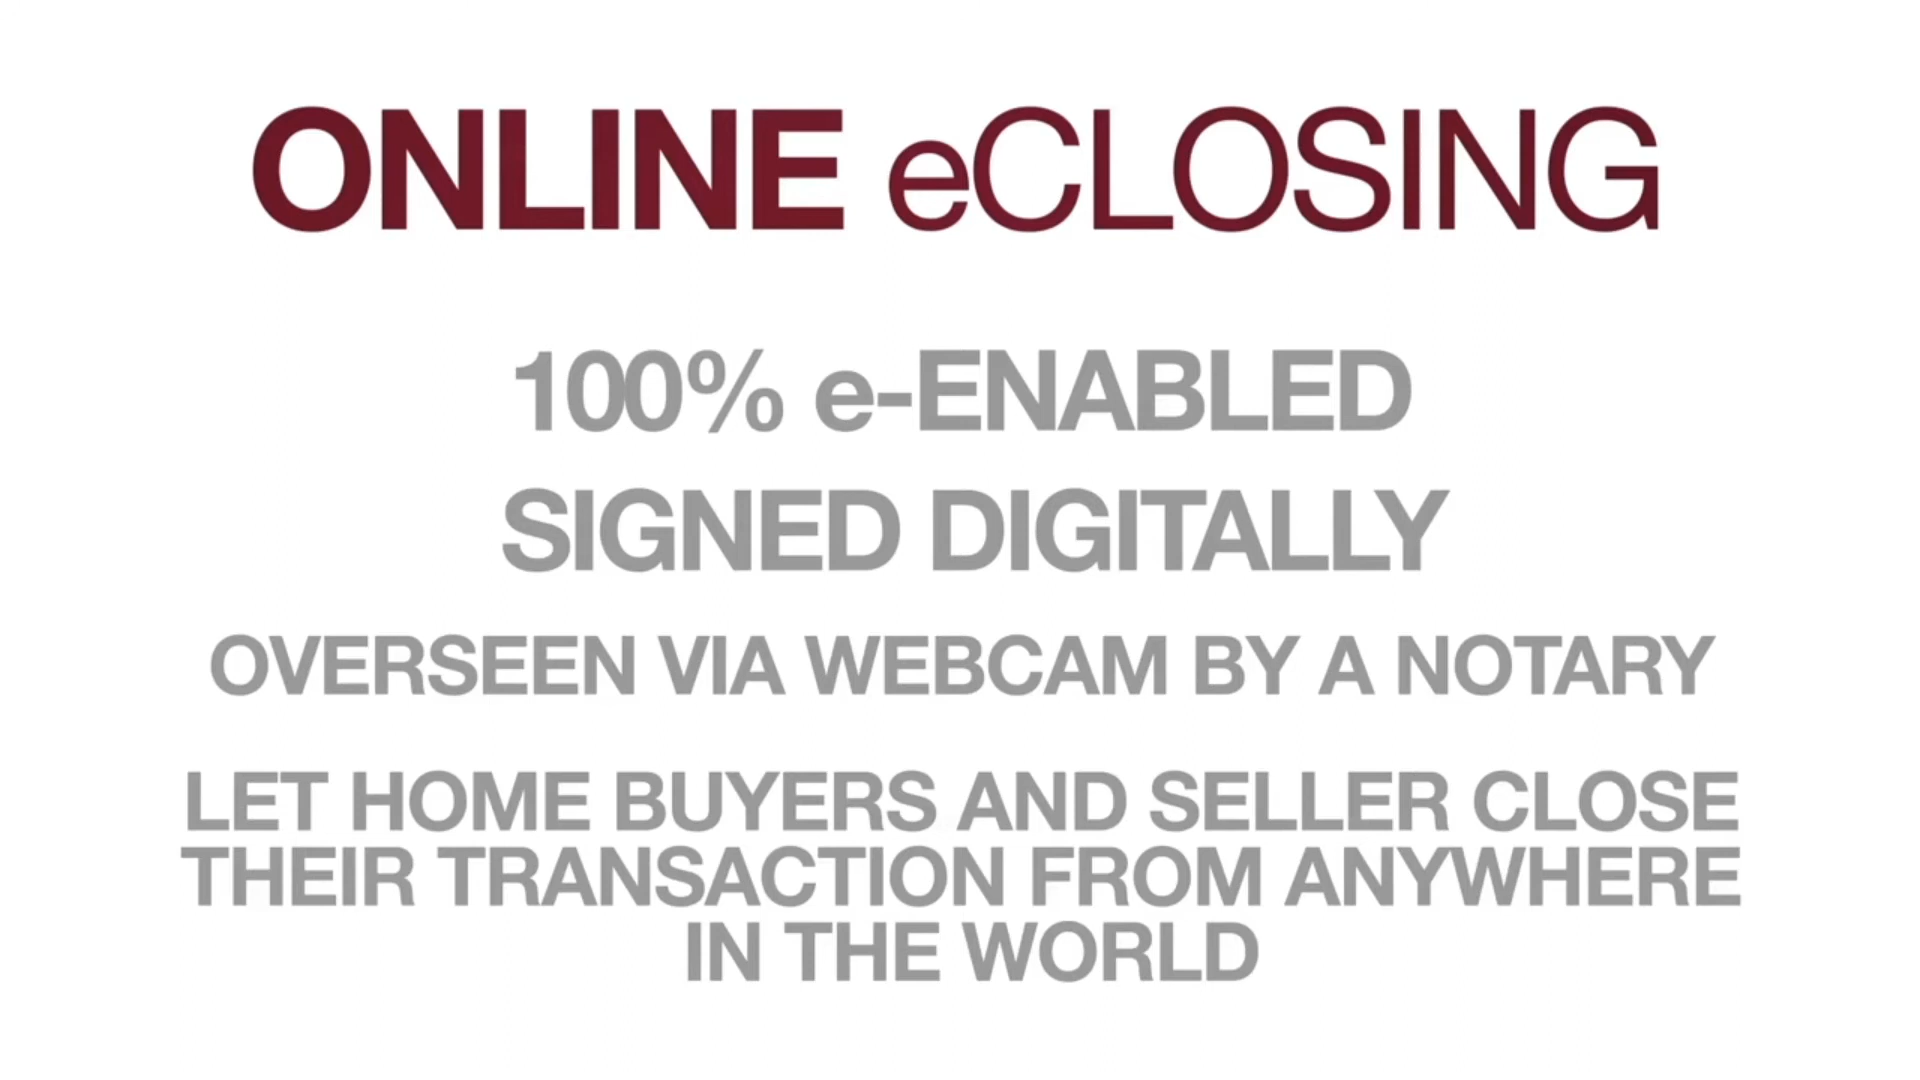 ONLINE eCLOSING
100% e-ENABLED
SIGNED DIGITALLY
OVERSEEN VIA WEBCAM BY A NOTARY
LET HOME BUYERS AND SELLER CLOSE
THEIR TRANSACTION FROM ANYWHERE
IN THE WORLD